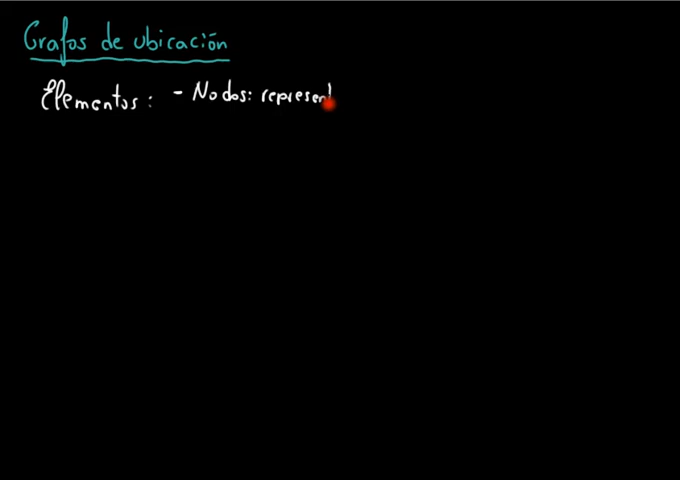 Grafos de ubicación
Elementos: - Nodos: represent